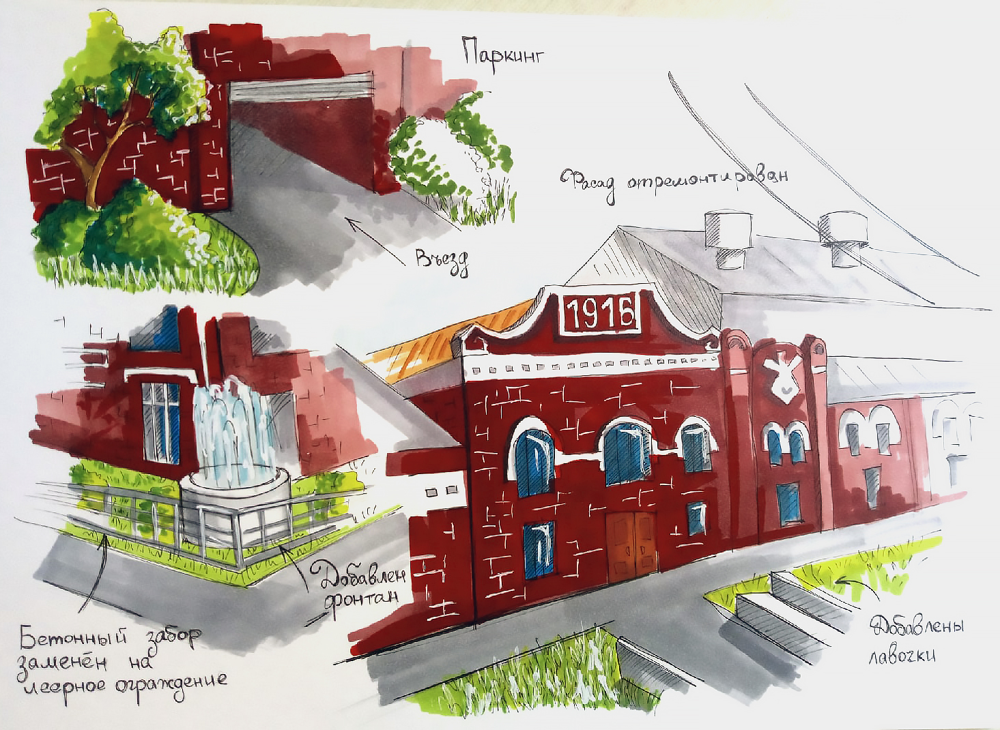 Паркинг
Фасад отремонтирован
Въезд
1916
Добавлен
фонтан
Добавлены
лавочки
Бетонный забор
заменён на
леерное ограждение